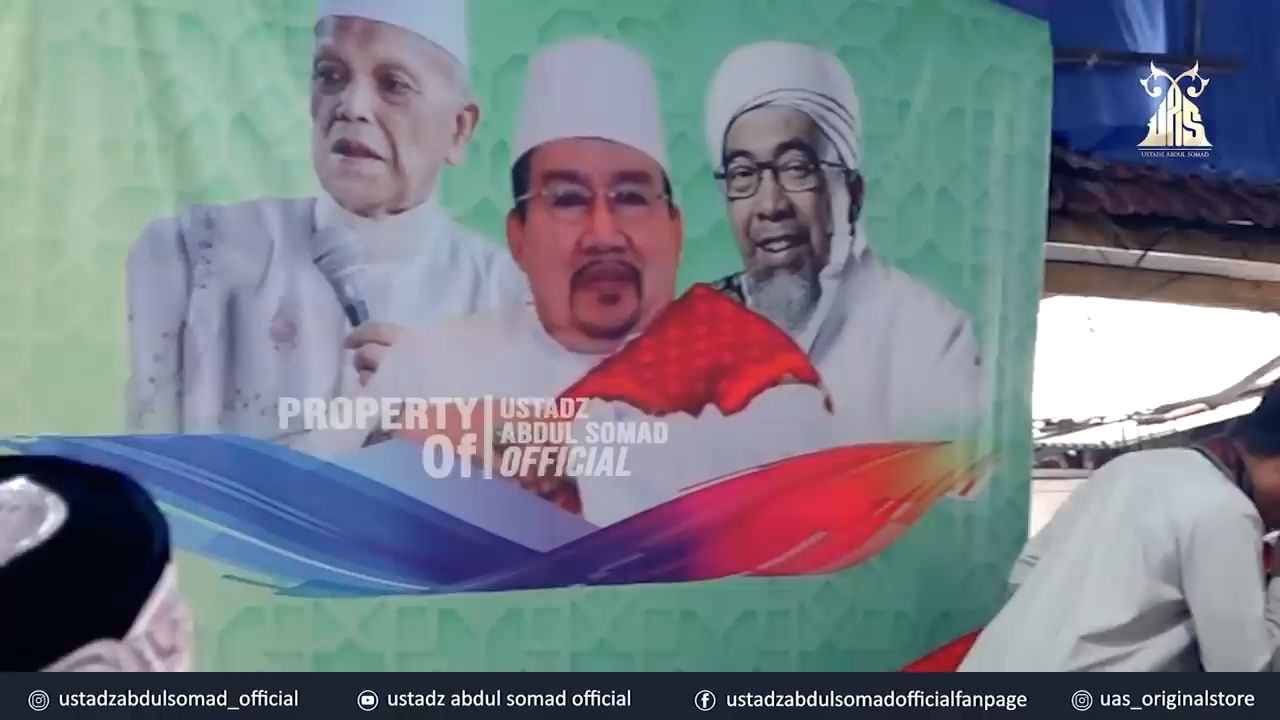 UAS
USTADZ ABDUL SOMAD
PROPERTY Of
USTADZ
ABDUL SOMAD
OFFICIAL
ustadzabdulsomad_official
ustadz abdul somad official
ustadzabdulsomadofficialfanpage
uas_originalstore